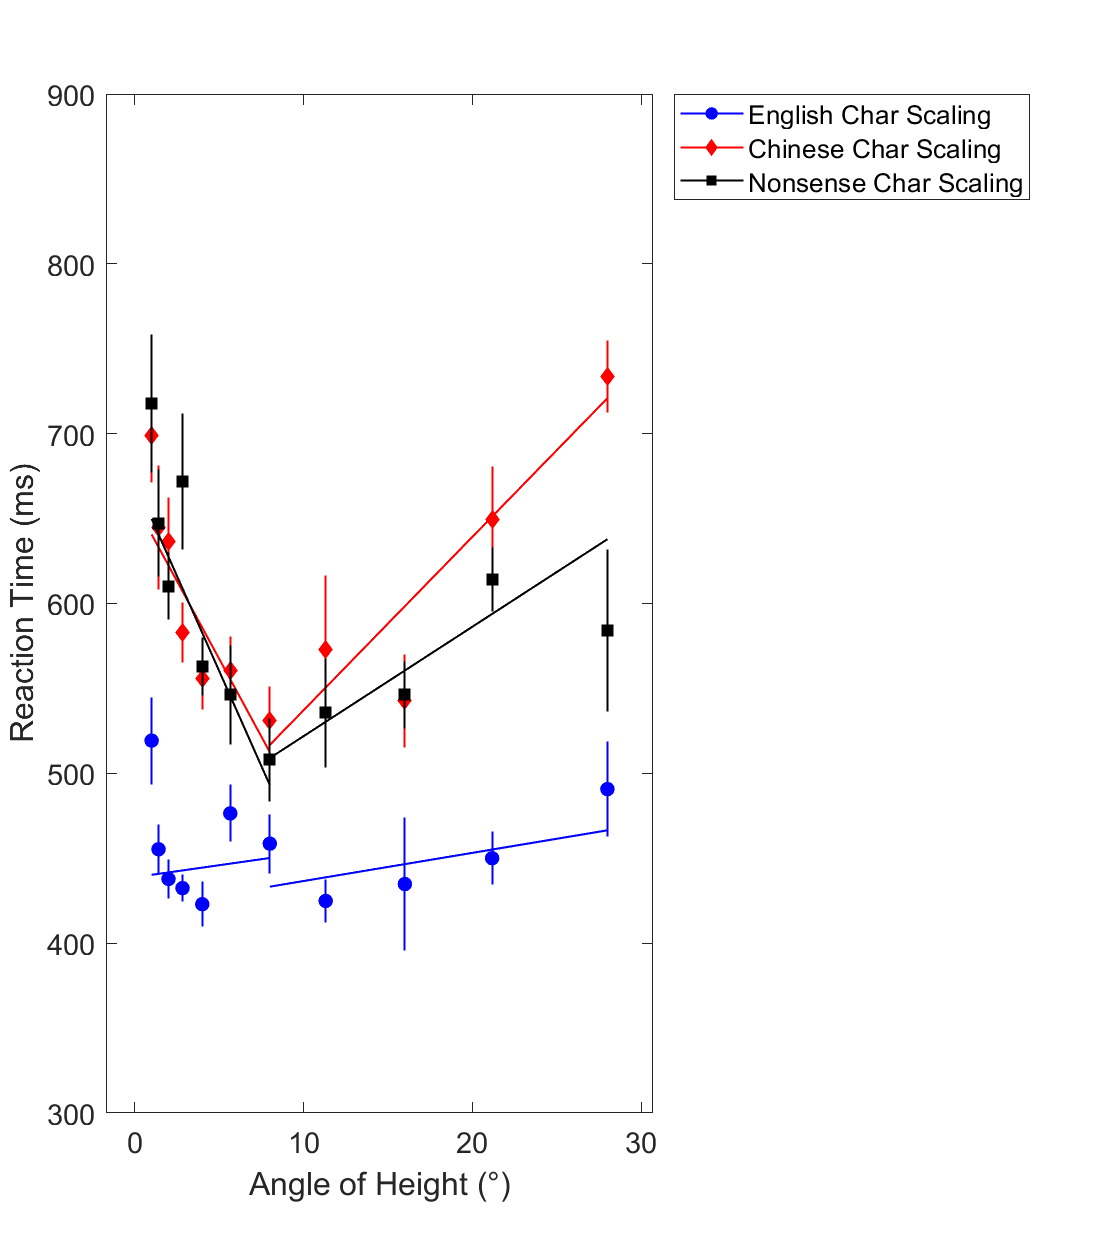 900
800
700
600
500
400
300
0 10 20 30
Reaction Time (ms)
Angle of Height (°)
English Char Scaling
Chinese Char Scaling
Nonsense Char Scaling